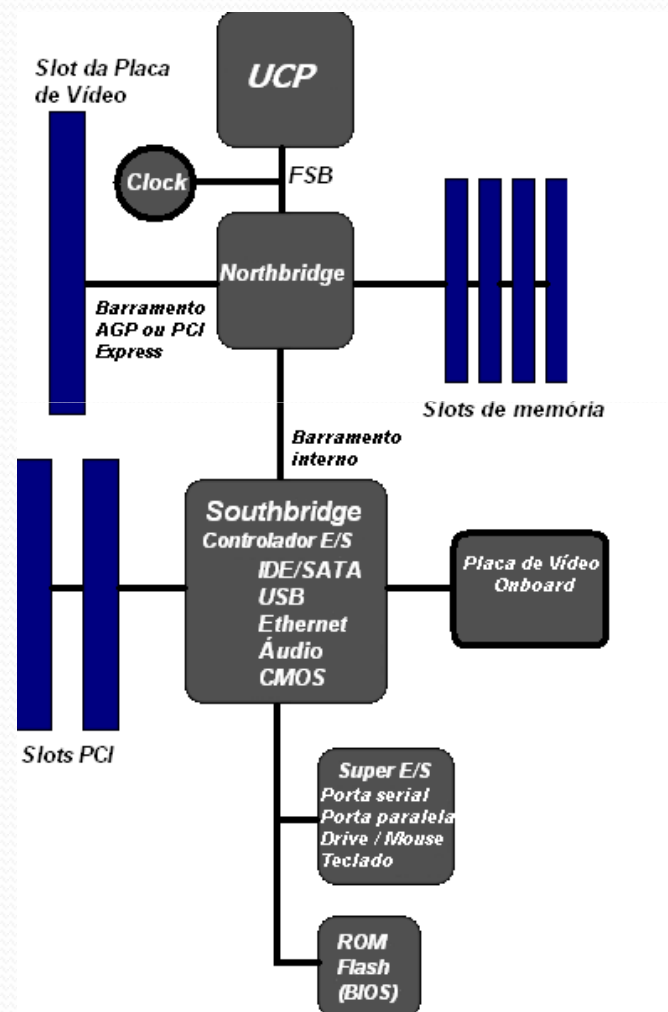 UCP
Slot da Placa
de Vídeo
Clock
FSB
Northbridge
Barramento
AGP ou PCI
Express
Slots de memória
Barramento
interno
Southbridge
Controlador E/S
IDE/SATA
USB
Ethernet
Áudio
CMOS
Placa de Vídeo
Onboard
Slots PCI
Super E/S
Porta serial
Porta paralela
Drive / Mouse
Teclado
ROM
Flash
(BIOS)